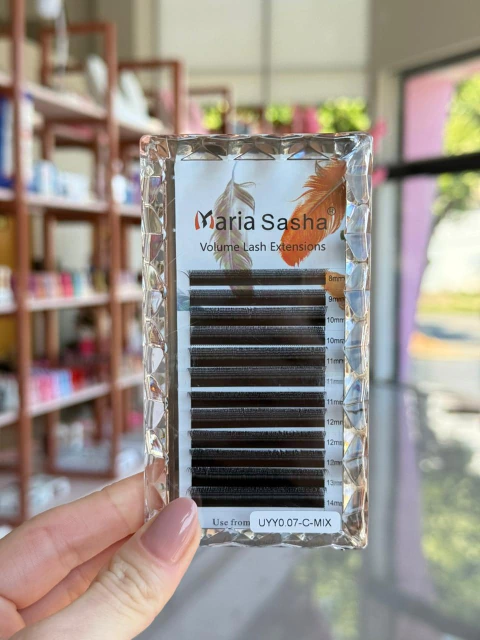 Maria Sasha®
Volume Lash Extensions
8mm
9mm
10mm
10mm
11mm
11mm
11mm
12mm
12mm
12mm
13mm
14mm
Use from
UYY0.07-C-MIX